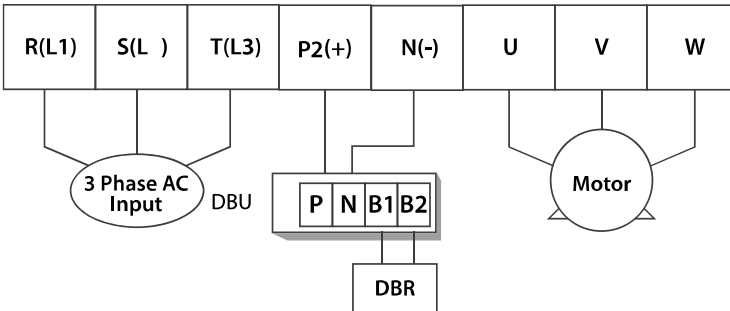 R(L1) S(L ) T(L3) P2(+) N(-) U V W
3 Phase AC
Input
DBU
P N B1 B2
Motor
DBR